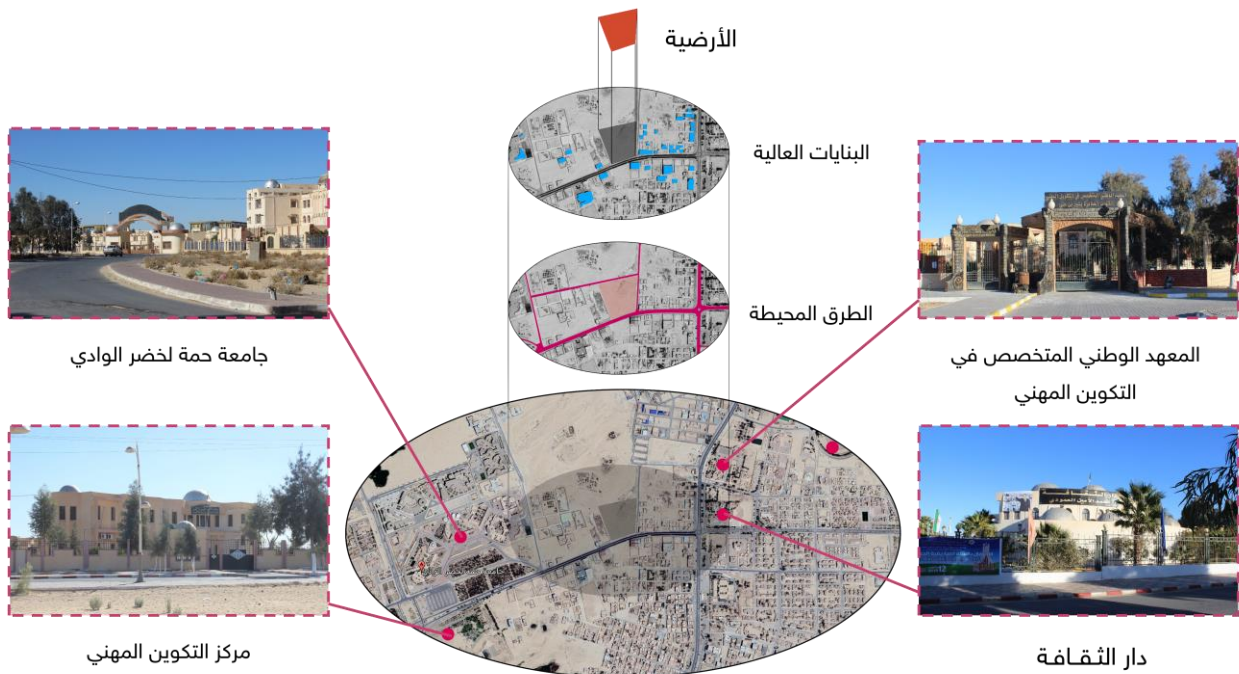 الأرضية
البنايات العالية
الطرق المحيطة
جامعة حمة لخضر الوادي
المعهد الوطني المتخصص في
التكوين المهني
مركز التكوين المهني
دار الثقافة